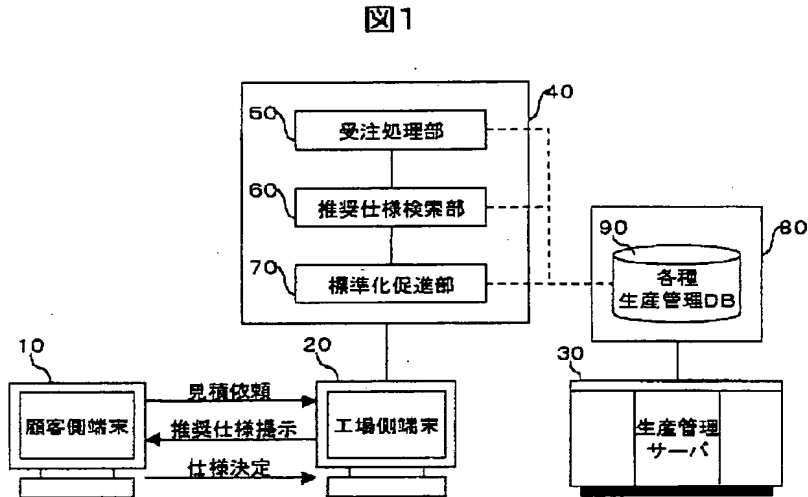 図1
40
50
受注処理部
60
推奨仕様検索部
70
標準化促進部
80
90
各種
生産管理DB
10
顧客側端末
見積依頼
推奨仕様提示
仕様決定
20
工場側端末
30
生産管理
サーバ